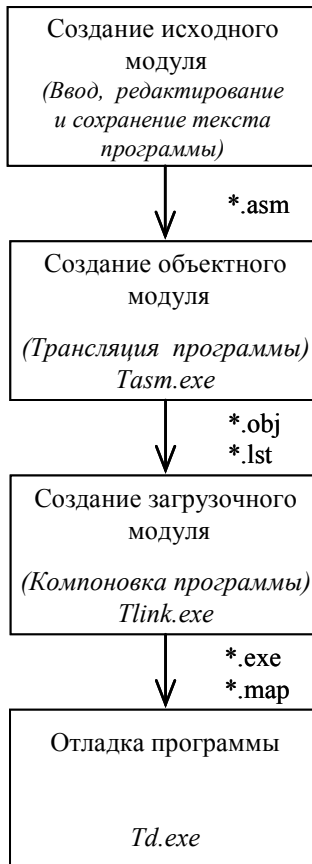 Создание исходного
модуля
(Ввод, редактирование
и сохранение текста
программы)
*.asm
Создание объектного
модуля
(Трансляция программы)
Tasm.exe
*.obj
*.lst
Создание загрузочного
модуля
(Компоновка программы)
Tlink.exe
*.exe
*.map
Отладка программы
Td.exe